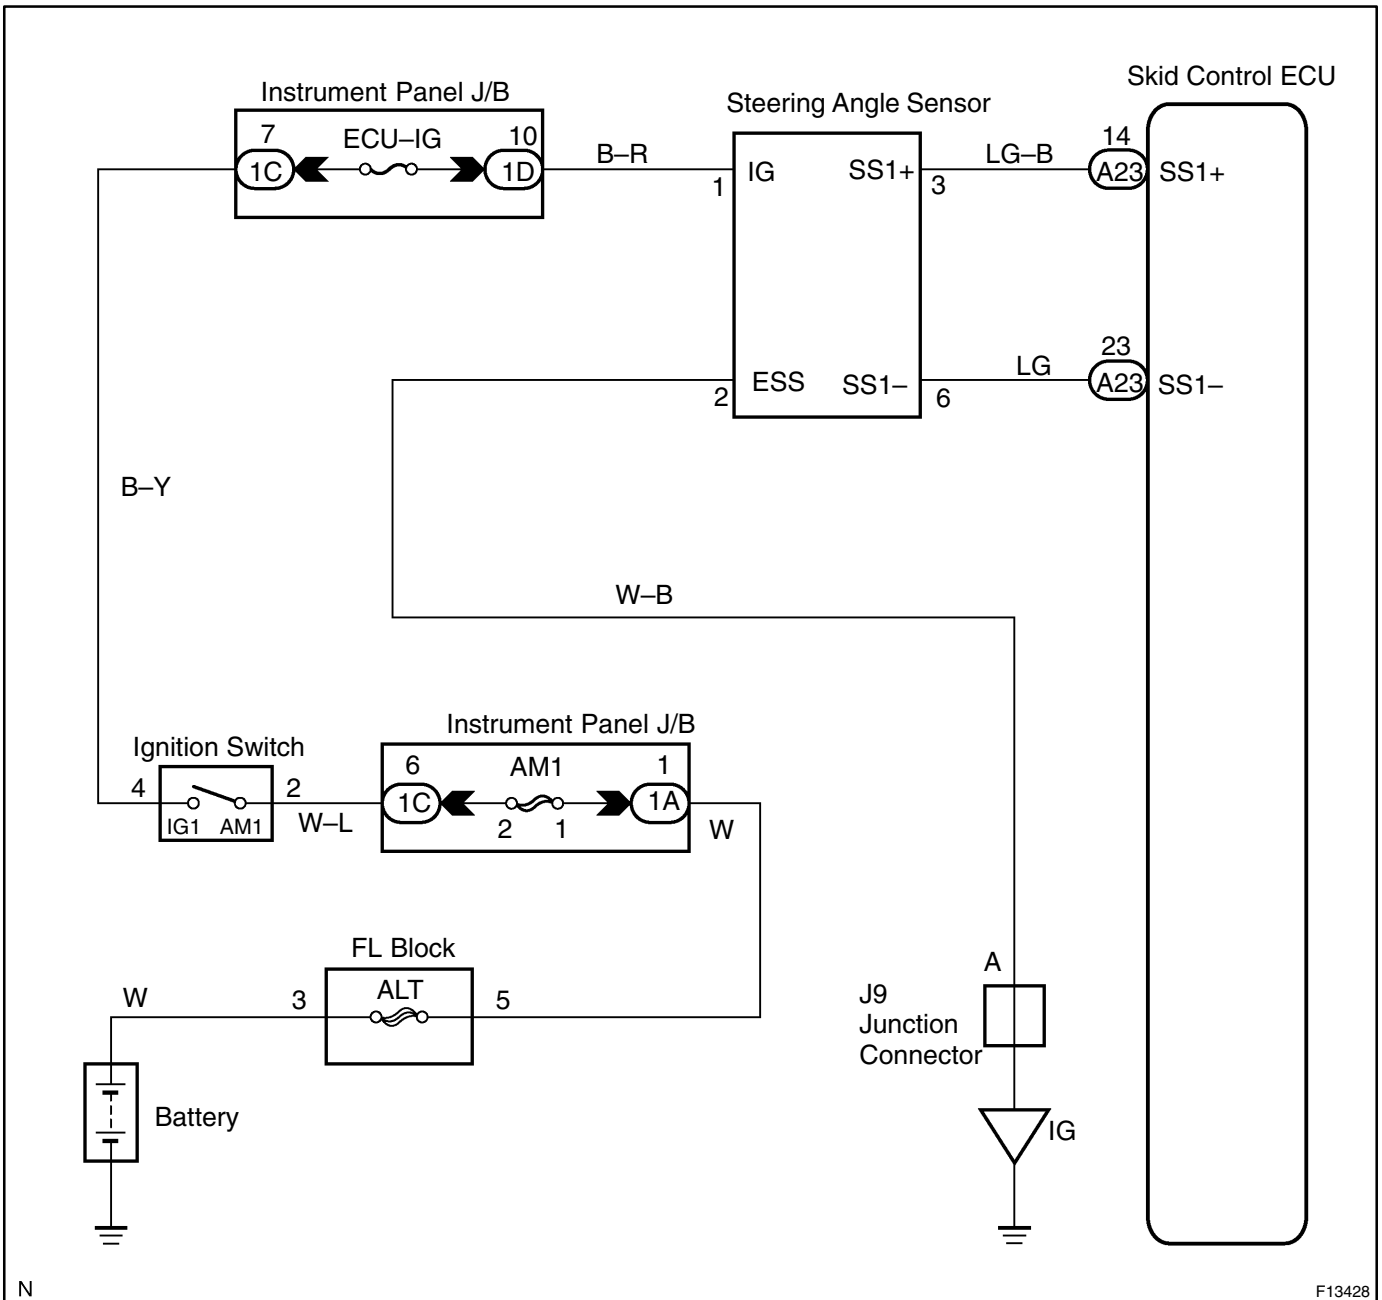 Skid Control ECU
Instrument Panel J/B
Steering Angle Sensor
7
ECU–IG
10
1C
1D
B–R
1
IG
SS1+
3
LG–B
14
A23
SS1+
2
ESS
SS1–
6
LG
23
A23
SS1–
B–Y
W–B
Instrument Panel J/B
Ignition Switch
4
2
IG1
AM1
W–L
6
AM1
1
1C
1A
2
1
W
FL Block
W
3
ALT
5
A
J9
Junction
Connector
Battery
IG
N
F13428